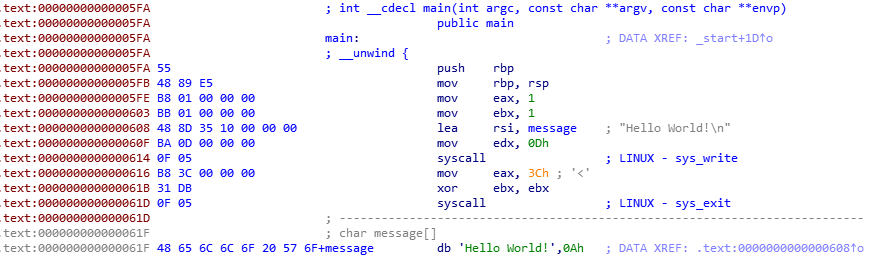 .text:00000000000005FA ; int __cdecl main(int argc, const char **argv, const char **envp)
.text:00000000000005FA public main
.text:00000000000005FA main: ; DATA XREF: _start+1D↑o
.text:00000000000005FA ; __unwind {
.text:00000000000005FA 55 push rbp
.text:00000000000005FB 48 89 E5 mov rbp, rsp
.text:00000000000005FE B8 01 00 00 00 mov eax, 1
.text:0000000000000603 BB 01 00 00 00 mov ebx, 1
.text:0000000000000608 48 8D 35 10 00 00 00 lea rsi, message ; "Hello World!\n"
.text:000000000000060F BA 0D 00 00 00 mov edx, 0Dh
.text:0000000000000614 0F 05 syscall ; LINUX - sys_write
.text:0000000000000616 B8 3C 00 00 00 mov eax, 3Ch ; '<'
.text:000000000000061B 31 DB xor ebx, ebx
.text:000000000000061D 0F 05 syscall ; LINUX - sys_exit
.text:000000000000061D ; ---------------------------------------------------------------------------
.text:000000000000061F ; char message[]
.text:000000000000061F 48 65 6C 6C 6F 20 57 6F+message db 'Hello World!',0Ah ; DATA XREF: .text:0000000000000608↑o